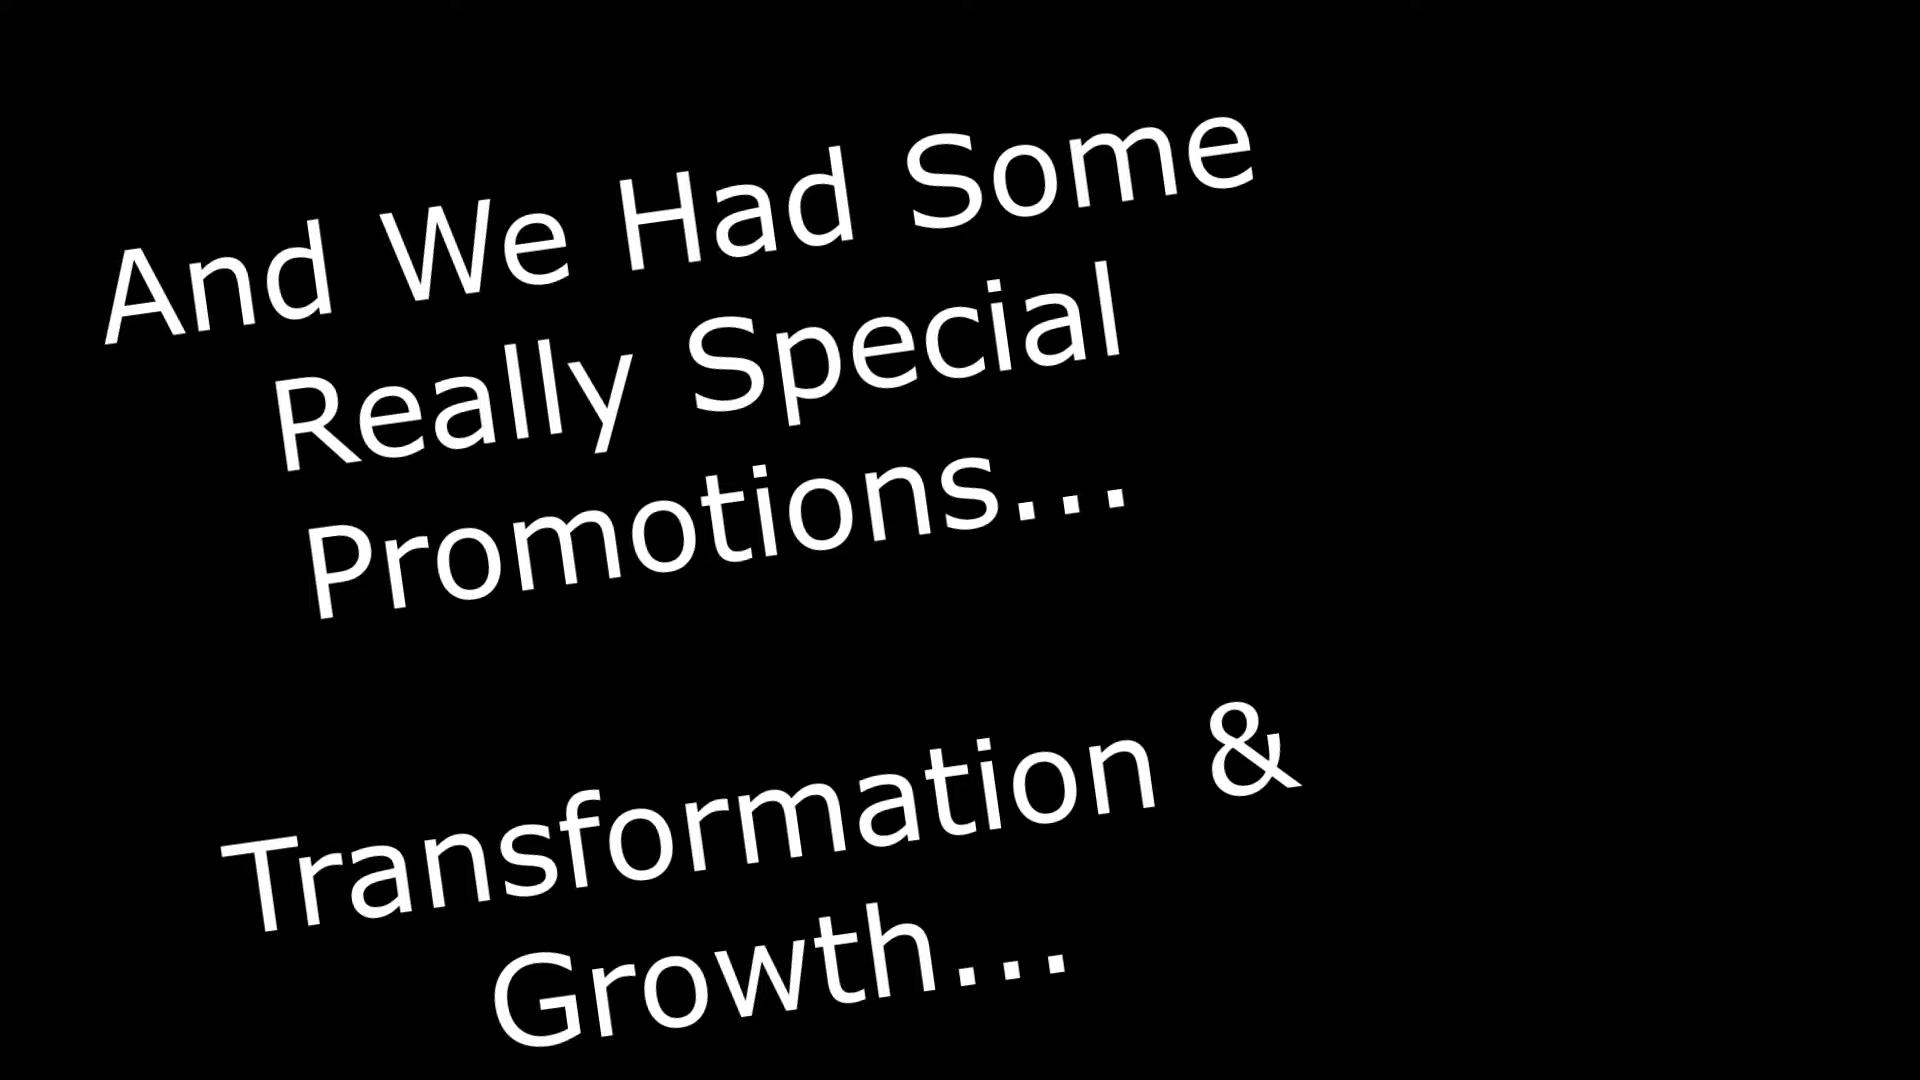 And We Had Some
Really Special
Promotions...
Transformation &
Growth...